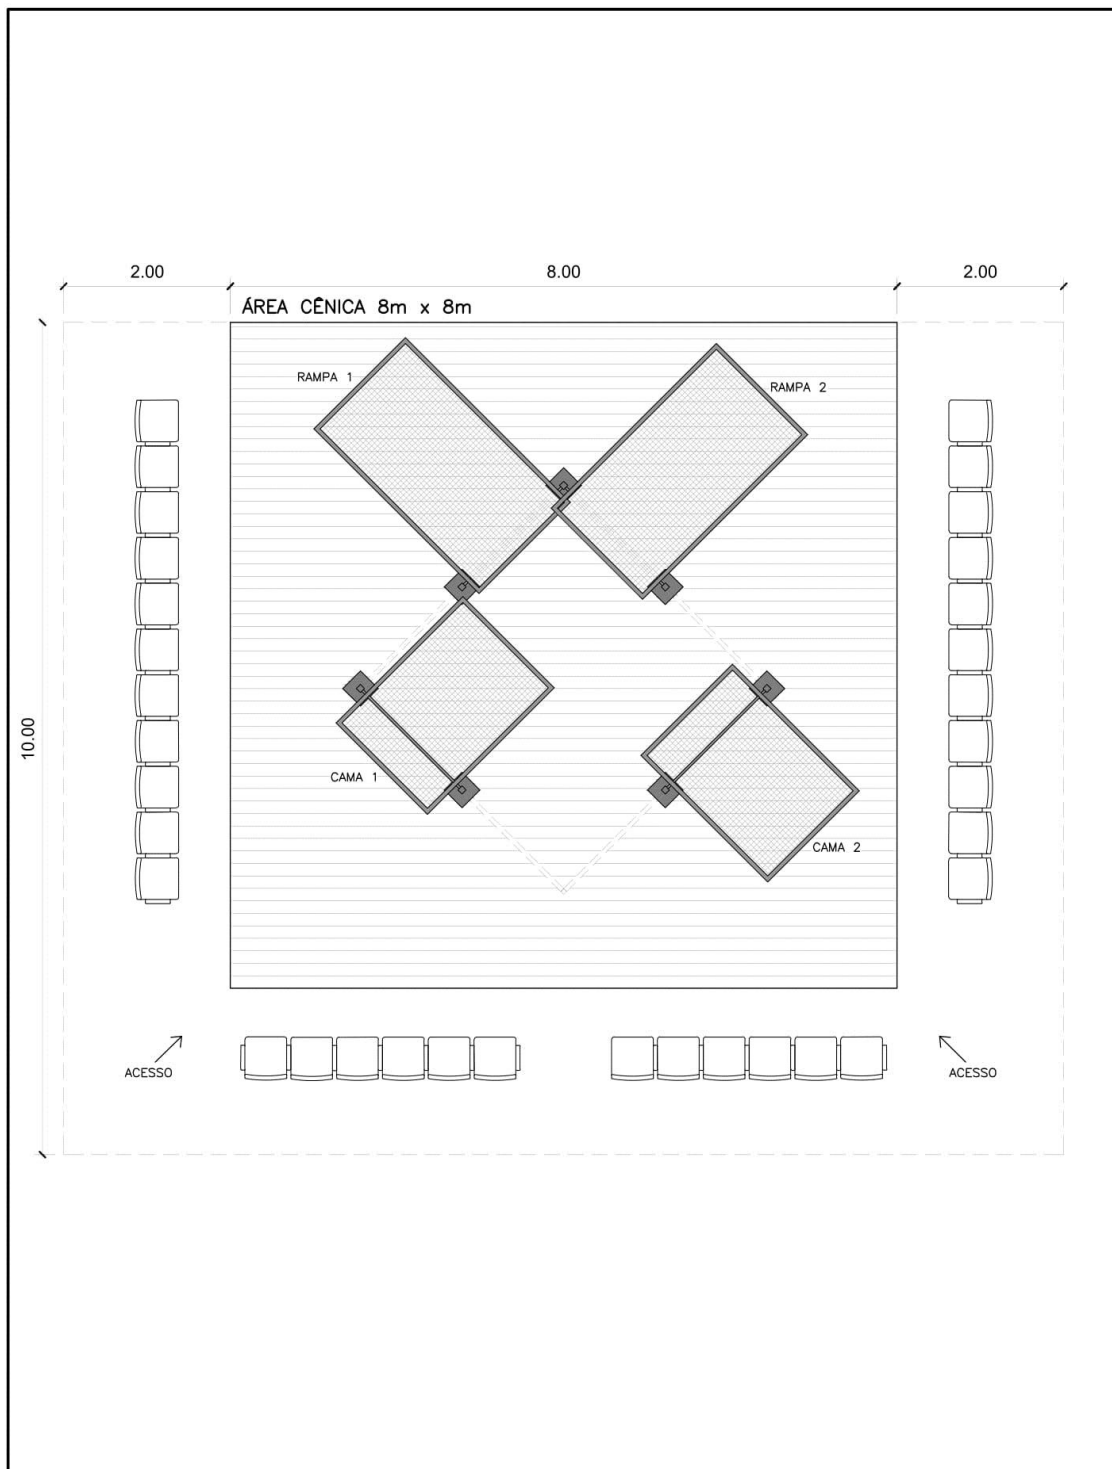 2.00
8.00
2.00
ÁREA CÊNICA 8m x 8m
RAMPA 1
RAMPA 2
10.00
CAMA 1
CAMA 2
ACESSO
ACESSO